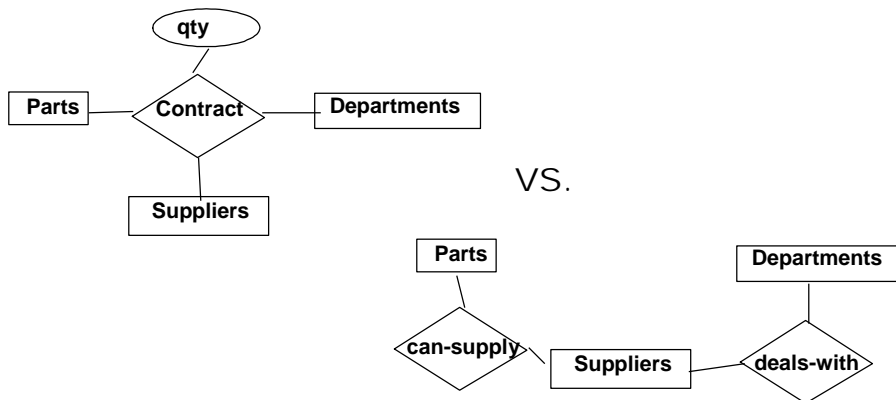 qty
Parts
Contract
Departments
Suppliers
VS.
Parts
Departments
can-supply
Suppliers
deals-with